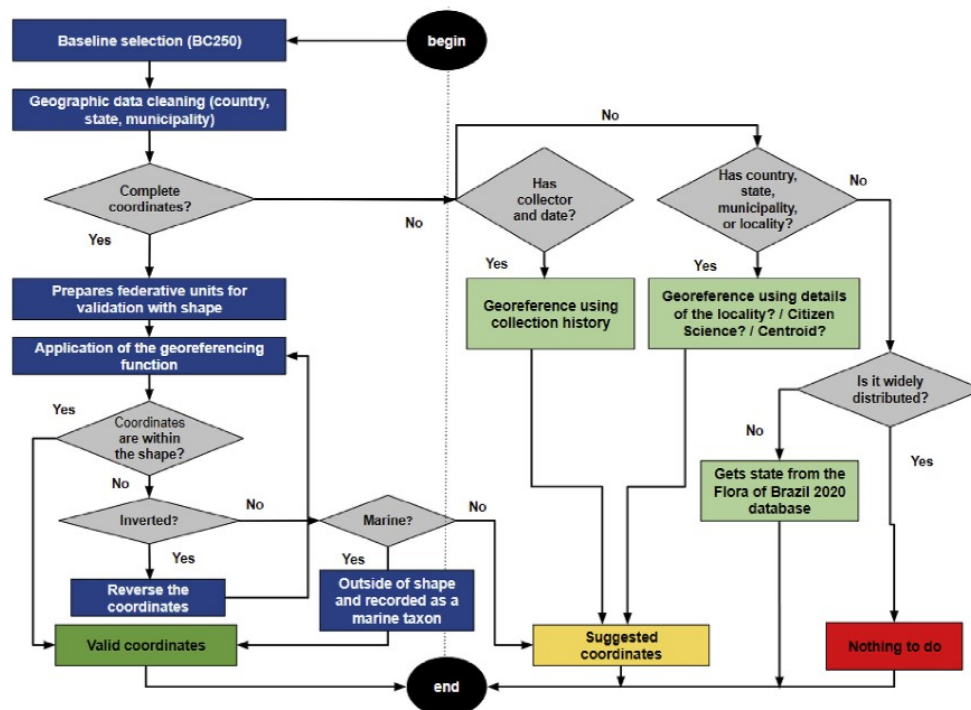 begin
Baseline selection (BC250)
Geographic data cleaning (country,
state, municipality)
No
Complete
coordinates?
Has
collector
and date?
Has country,
state,
municipality,
or locality?
No
No
Yes
Yes
Yes
Prepares federative units for
validation with shape
Georeference using
collection history
Georeference using details
of the locality? / Citizen
Science? / Centroid?
Application of the georeferencing
function
Is it widely
distributed?
Yes
Coordinates
are within
the shape?
No
Yes
No
Gets state from the
Flora of Brazil 2020
database
Inverted?
No
Marine?
No
Yes
Yes
Reverse the
coordinates
Outside of shape
and recorded as a
marine taxon
Valid coordinates
Suggested
coordinates
Nothing to do
end